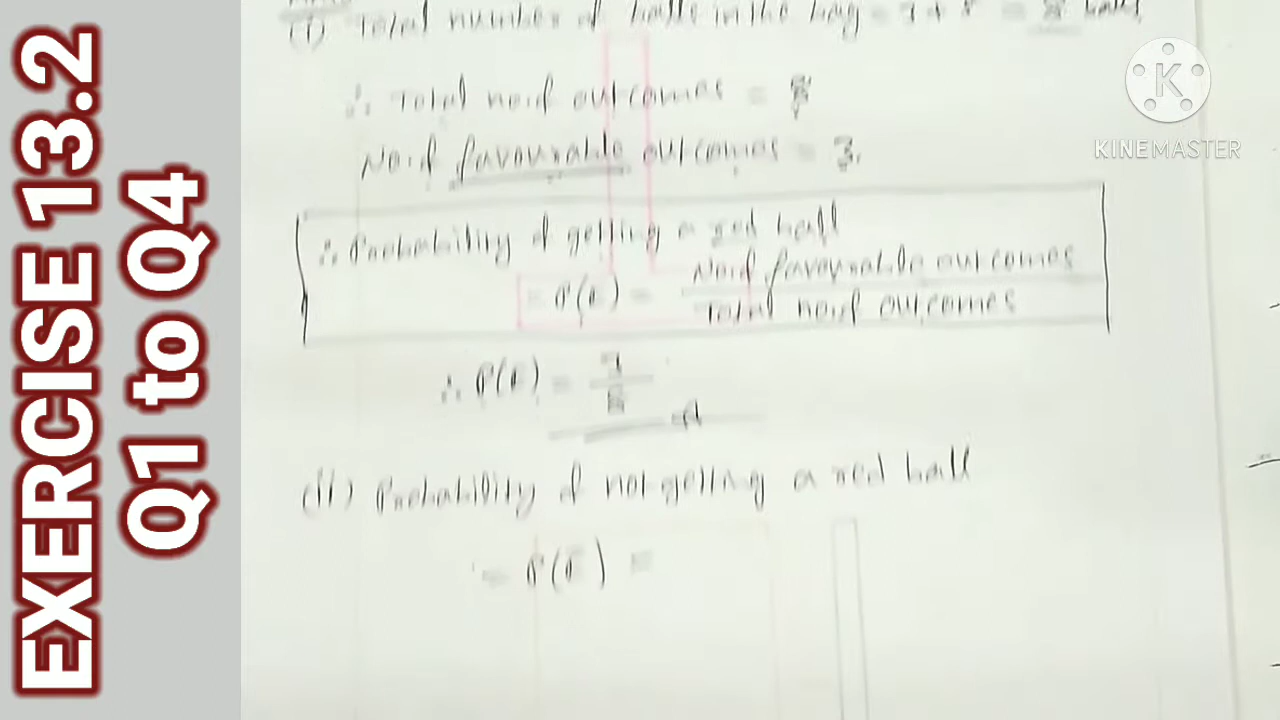 EXERCISE 13.2
Q1 to Q4
KINEMASTER
(i) Total number of balls in the bag = 3 + 5 = 8 balls
∴ Total no. of outcomes = 8
No. of favourable outcomes = 3.
∴ Probability of getting a red ball
= P(E) = No. of favourable outcomes
Total no. of outcomes
∴ P(E) = 3
8
(ii) Probability of not getting a red ball
= P(Ē) =